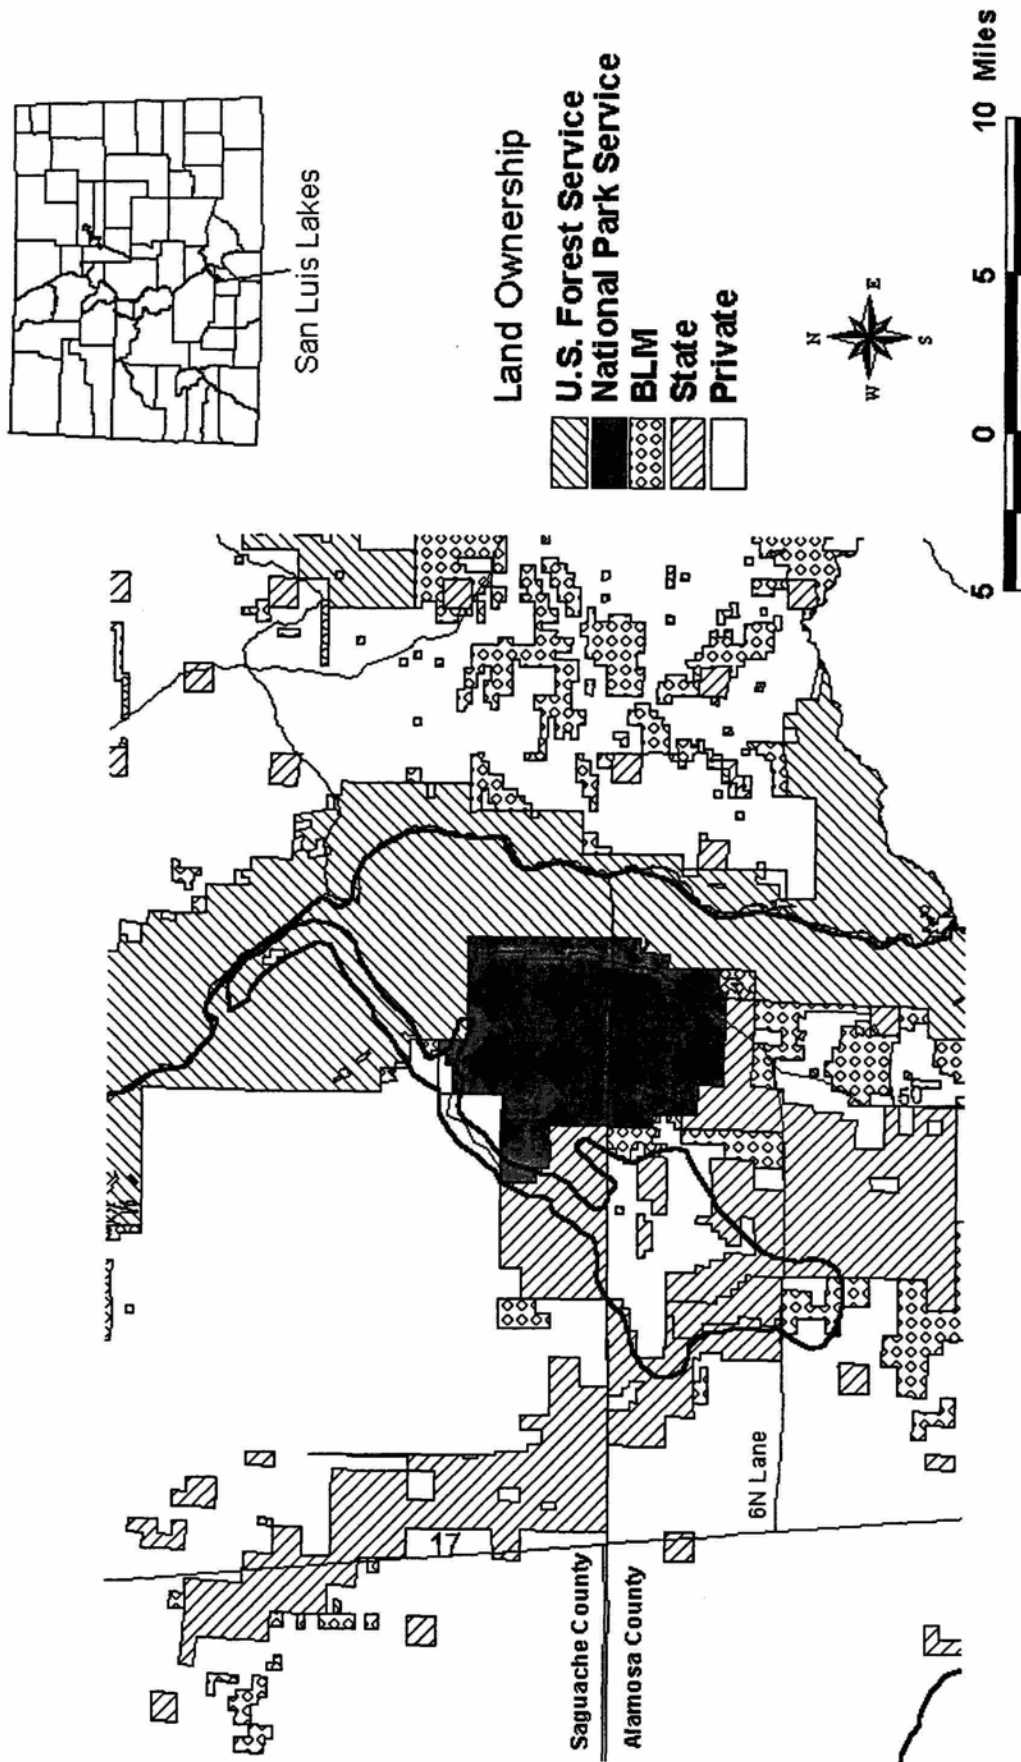 San Luis Lakes
Land Ownership
U.S. Forest Service
National Park Service
BLM
State
Private
N
W
E
S
5
0
5
10 Miles
17
150
6N Lane
Saguache County
Alamosa County